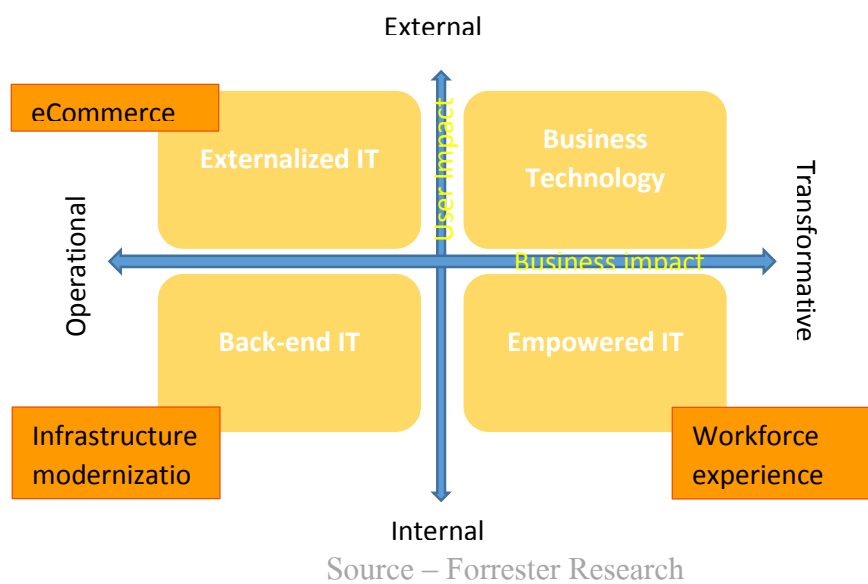 External
eCommerce
Externalized IT
Business
Technology
User Impact
Business impact
Operational
Transformative
Back-end IT
Empowered IT
Infrastructure
modernizatio
Workforce
experience
Internal
Source – Forrester Research